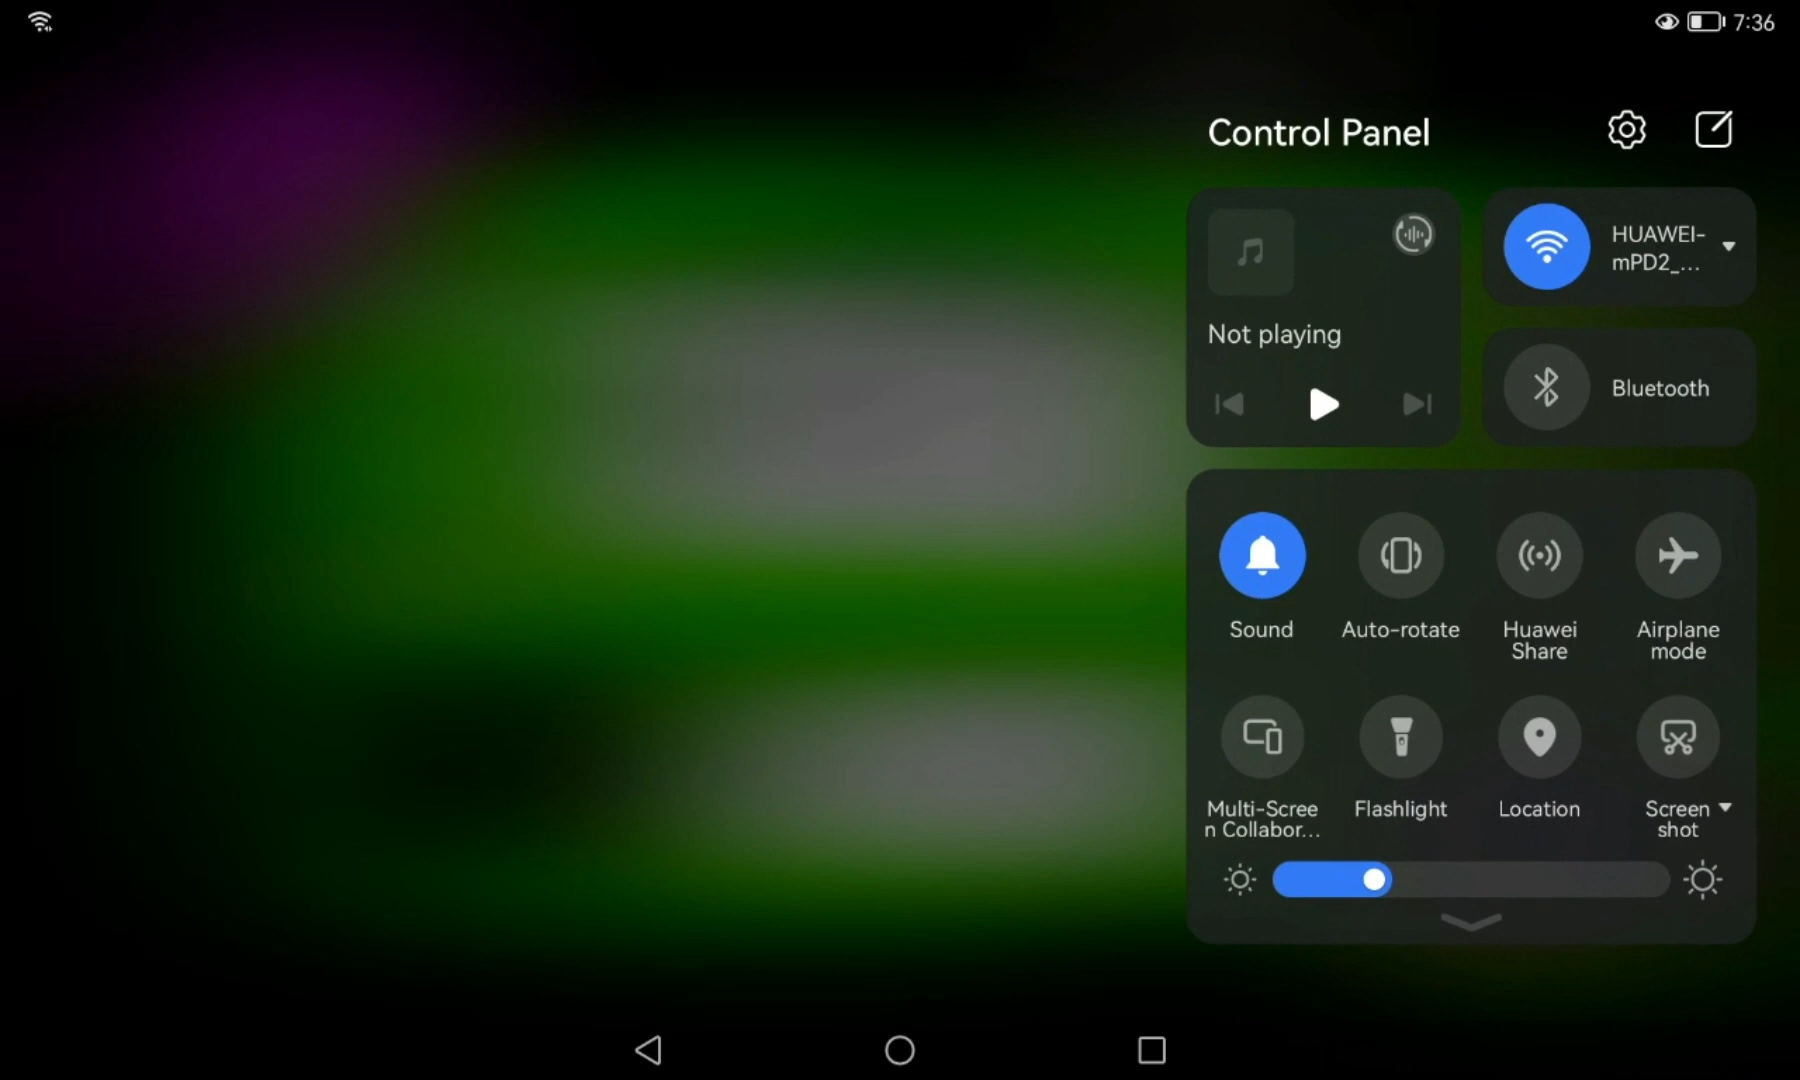 7:36
Control Panel
Not playing
HUAWEI-
mPD2_...
Bluetooth
Sound
Auto-rotate
Huawei
Share
Airplane
mode
Multi-Scree
n Collabor...
Flashlight
Location
Screen
shot